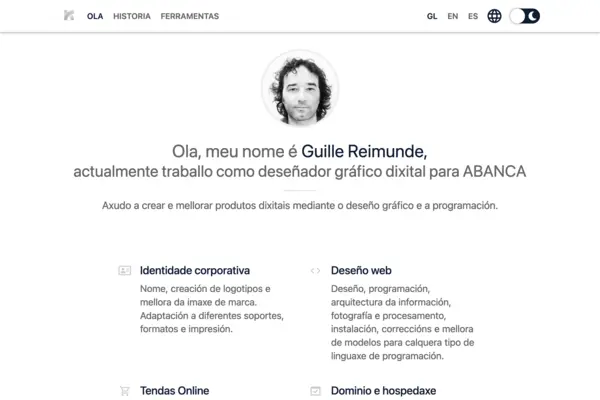 OLA HISTORIA FERRAMENTAS GL EN ES
Ola, meu nome é Guille Reimunde,
actualmente traballo como deseñador gráfico dixital para ABANCA
Axudo a crear e mellorar produtos dixitais mediante o deseño gráfico e a programación.
Identidade corporativa
Nome, creación de logotipos e
mellora da imaxe de marca.
Adaptación a diferentes soportes,
formatos e impresión.
Deseño web
Deseño, programación,
arquitectura da información,
fotografía e procesamento,
instalación, correccións e mellora
de modelos para calquera tipo de
linguaxe de programación.
Tendas Online
Dominio e hospedaxe